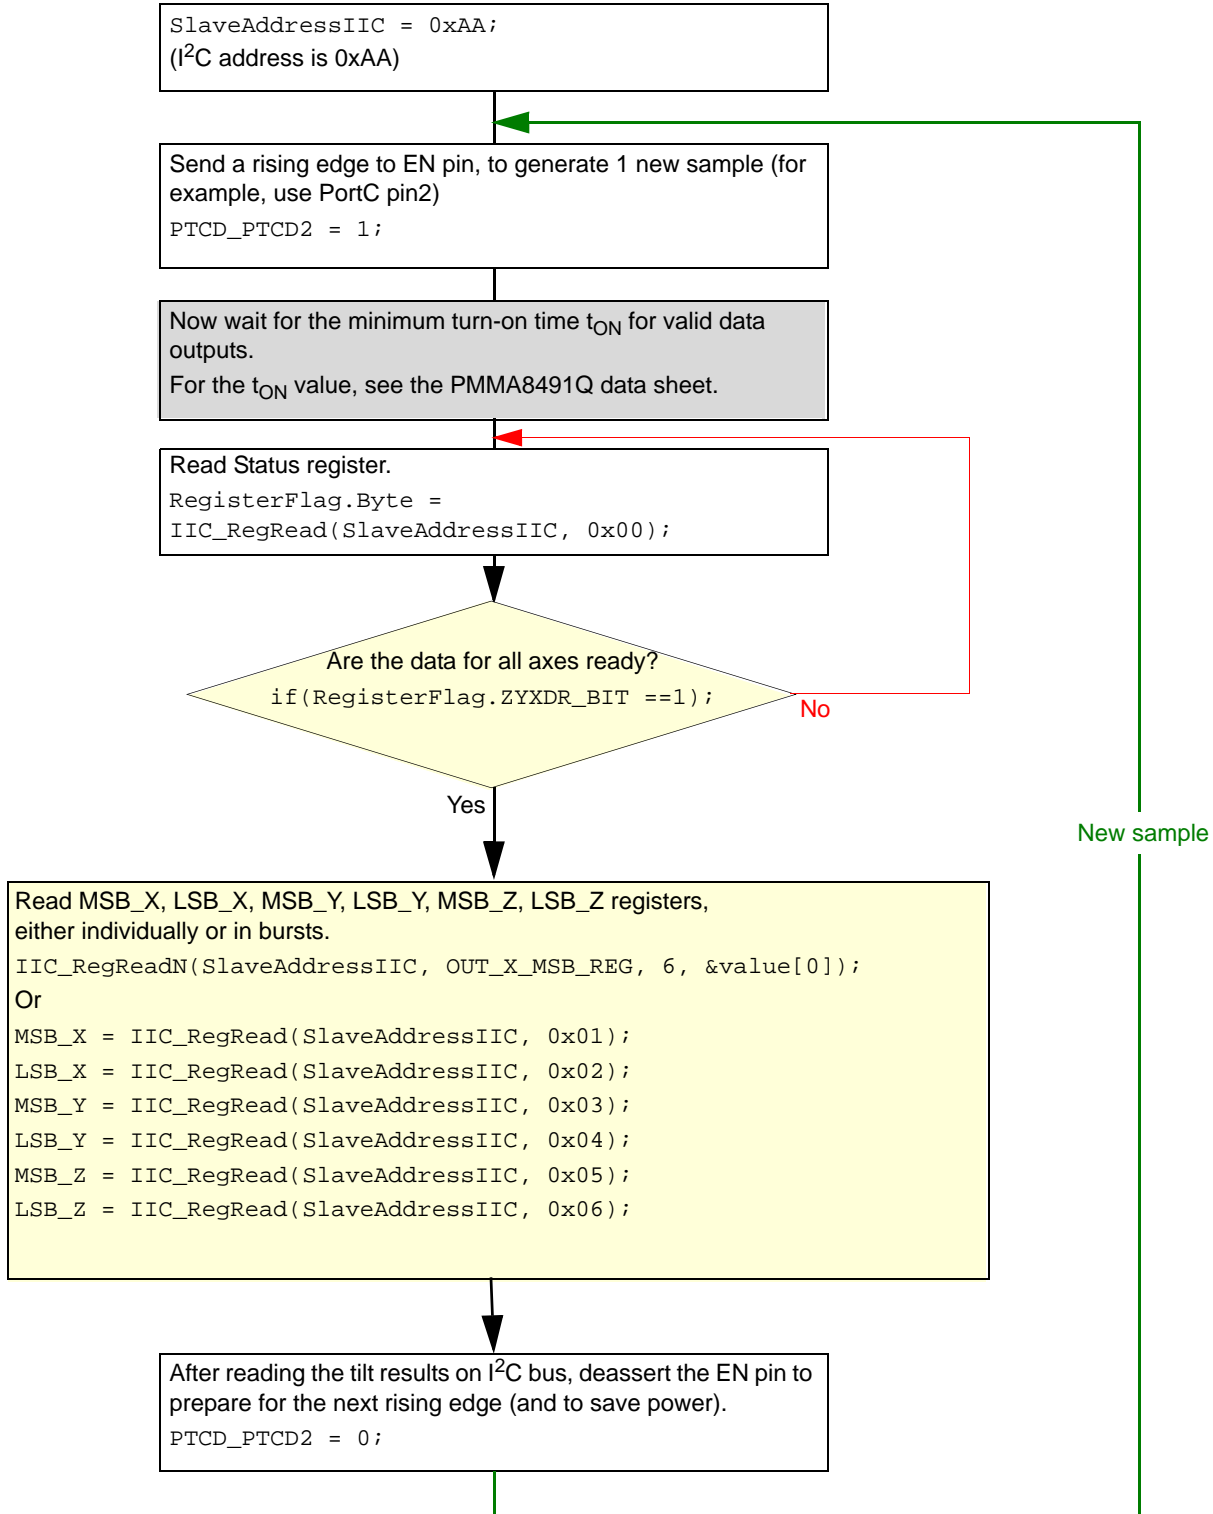 SlaveAddressIIC = 0xAA;
(I2C address is 0xAA)
Send a rising edge to EN pin, to generate 1 new sample (for
example, use PortC pin2)
PTCD_PTCD2 = 1;
Now wait for the minimum turn-on time tON for valid data
outputs.
For the tON value, see the PMMA8491Q data sheet.
Read Status register.
RegisterFlag.Byte =
IIC_RegRead(SlaveAddressIIC, 0x00);
Are the data for all axes ready?
if(RegisterFlag.ZYXDR_BIT ==1);
No
Yes
New sample
Read MSB_X, LSB_X, MSB_Y, LSB_Y, MSB_Z, LSB_Z registers,
either individually or in bursts.
IIC_RegReadN(SlaveAddressIIC, OUT_X_MSB_REG, 6, &value[0]);
Or
MSB_X = IIC_RegRead(SlaveAddressIIC, 0x01);
LSB_X = IIC_RegRead(SlaveAddressIIC, 0x02);
MSB_Y = IIC_RegRead(SlaveAddressIIC, 0x03);
LSB_Y = IIC_RegRead(SlaveAddressIIC, 0x04);
MSB_Z = IIC_RegRead(SlaveAddressIIC, 0x05);
LSB_Z = IIC_RegRead(SlaveAddressIIC, 0x06);
After reading the tilt results on I2C bus, deassert the EN pin to
prepare for the next rising edge (and to save power).
PTCD_PTCD2 = 0;